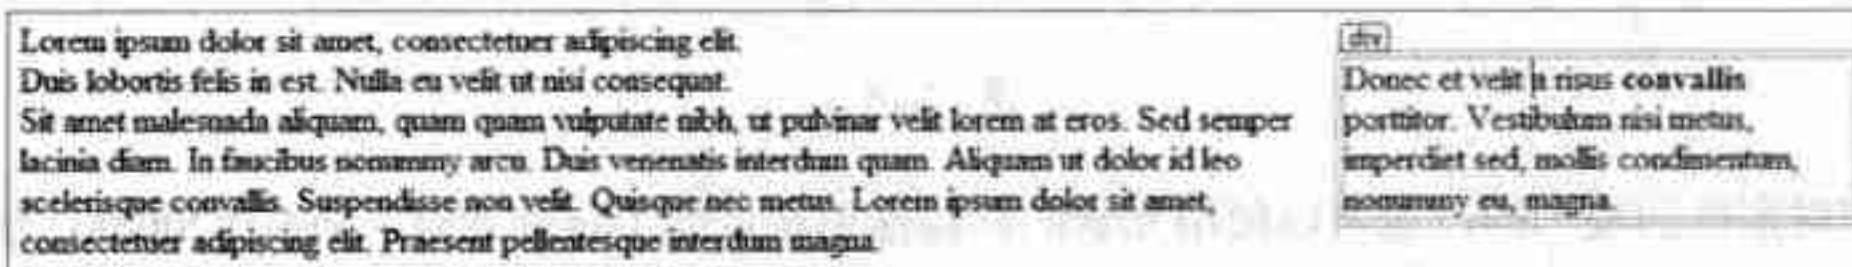 Lorem ipsum dolor sit amet, consectetuer adipiscing elit.
Duis lobortis felis in est. Nulla eu velit ut nisi consequat.
Sit amet malesuada aliquam, quam quam vulputate nibh, ut pulvinar velit lorem at eros. Sed semper
lacinia diam. In faucibus nonummy arcu. Duis venenatis interdum quam. Aliquam ut dolor id leo
scelerisque convallis. Suspendisse non velit. Quisque nec metus. Lorem ipsum dolor sit amet,
consectetuer adipiscing elit. Praesent pellentesque interdum magna.
div
Donec et velit a risus convallis
porttitor. Vestibulum nisi metus,
imperdiet sed, mollis condimentum,
nonummy eu, magna.